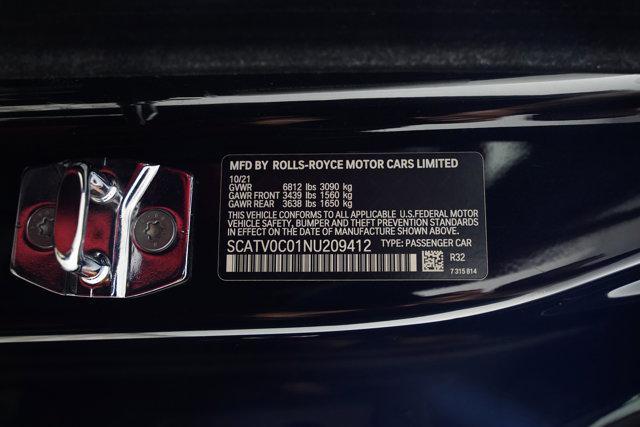 MFD BY ROLLS-ROYCE MOTOR CARS LIMITED
10/21
GVWR 6812 lbs 3090 kg
GAWR FRONT 3439 lbs 1560 kg
GAWR REAR 3638 lbs 1650 kg
THIS VEHICLE CONFORMS TO ALL APPLICABLE U.S.FEDERAL MOTOR
VEHICLE SAFETY, BUMPER AND THEFT PREVENTION STANDARDS
IN EFFECT ON THE DATE OF MANUFACTURE SHOWN ABOVE.
SCATV0C01NU209412 TYPE: PASSENGER CAR
R32
7 315 814